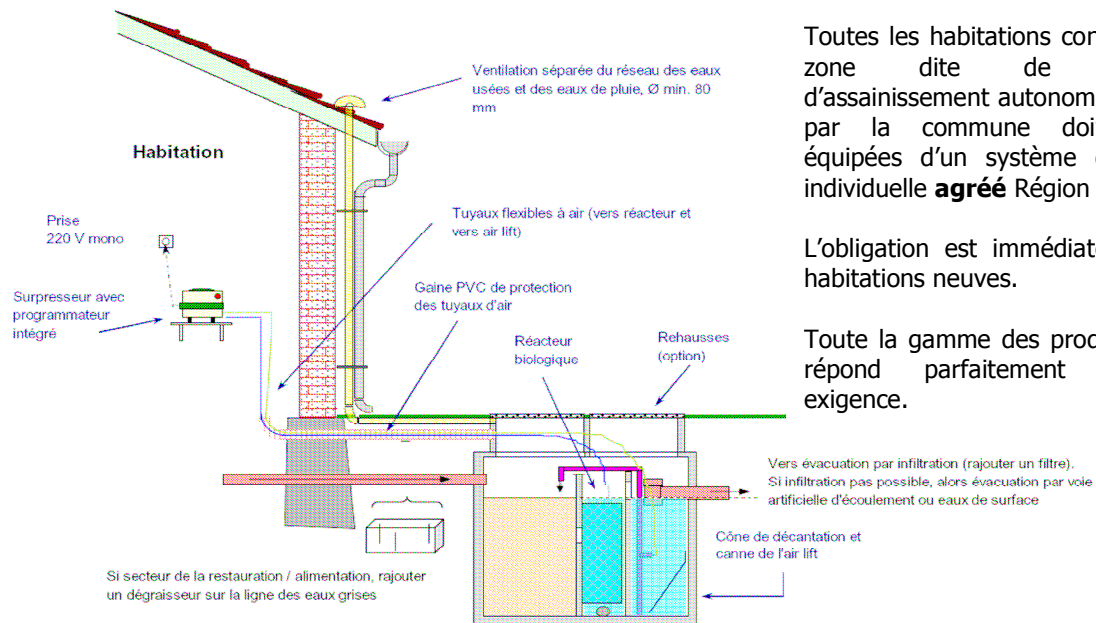 Ventilation séparée du réseau des eaux
usées et des eaux de pluie, Ø min. 80
mm
Habitation
Prise
220 V mono
Tuyaux flexibles à air (vers réacteur et
vers air lift)
Surpresseur avec
programmateur
intégré
Gaine PVC de protection
des tuyaux d'air
Réacteur
biologique
Rehausses
(option)
Vers évacuation par infiltration (rajouter un filtre).
Si infiltration pas possible, alors évacuation par voie
artificielle d'écoulement ou eaux de surface
Cône de décantation et
canne de l'air lift
Si secteur de la restauration / alimentation, rajouter
un dégraisseur sur la ligne des eaux grises
Toutes les habitations
zone dite de
d’assainissement
par la commune
équipées d’un système
individuelle agréé Région
L’obligation est
habitations neuves.
Toute la gamme des
répond parfaitement
exigence.